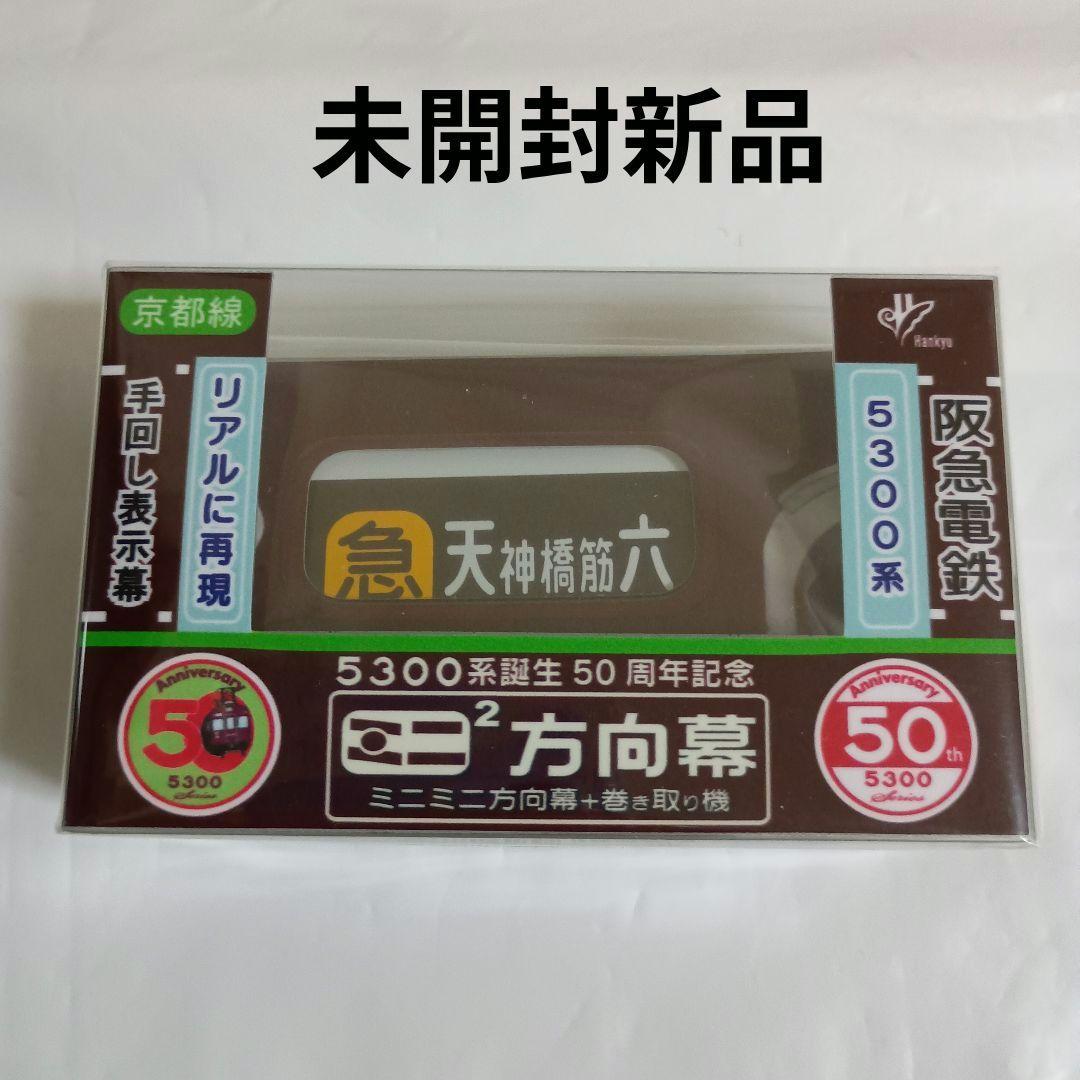 未開封新品
京都線
リアルに再現
手回し表示幕
Hankyu
阪急電鉄
5300系
急 天神橋筋六
5300系誕生50周年記念
ミニ² 方向幕
ミニミニ方向幕+巻き取り機
Anniversary
50
5300
Series
Anniversary
50th
5300
Series